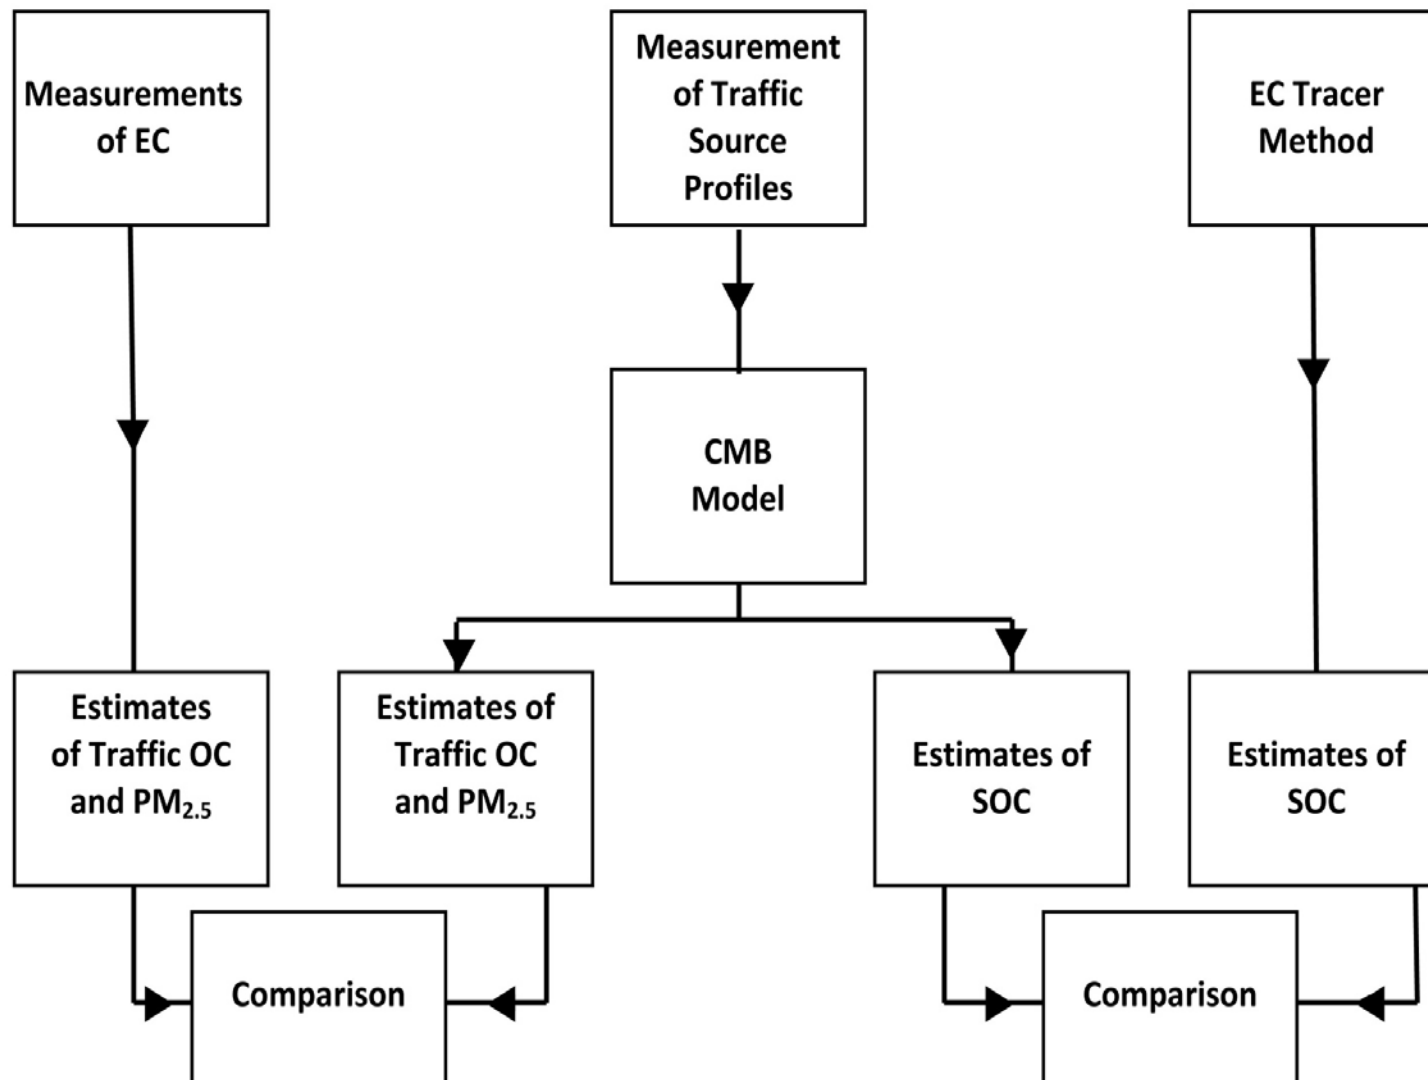 Measurements
of EC
Measurement
of Traffic
Source
Profiles
EC Tracer
Method
CMB
Model
Estimates
of Traffic OC
and PM₂.₅
Estimates of
Traffic OC
and PM₂.₅
Estimates of
SOC
Estimates of
SOC
Comparison
Comparison